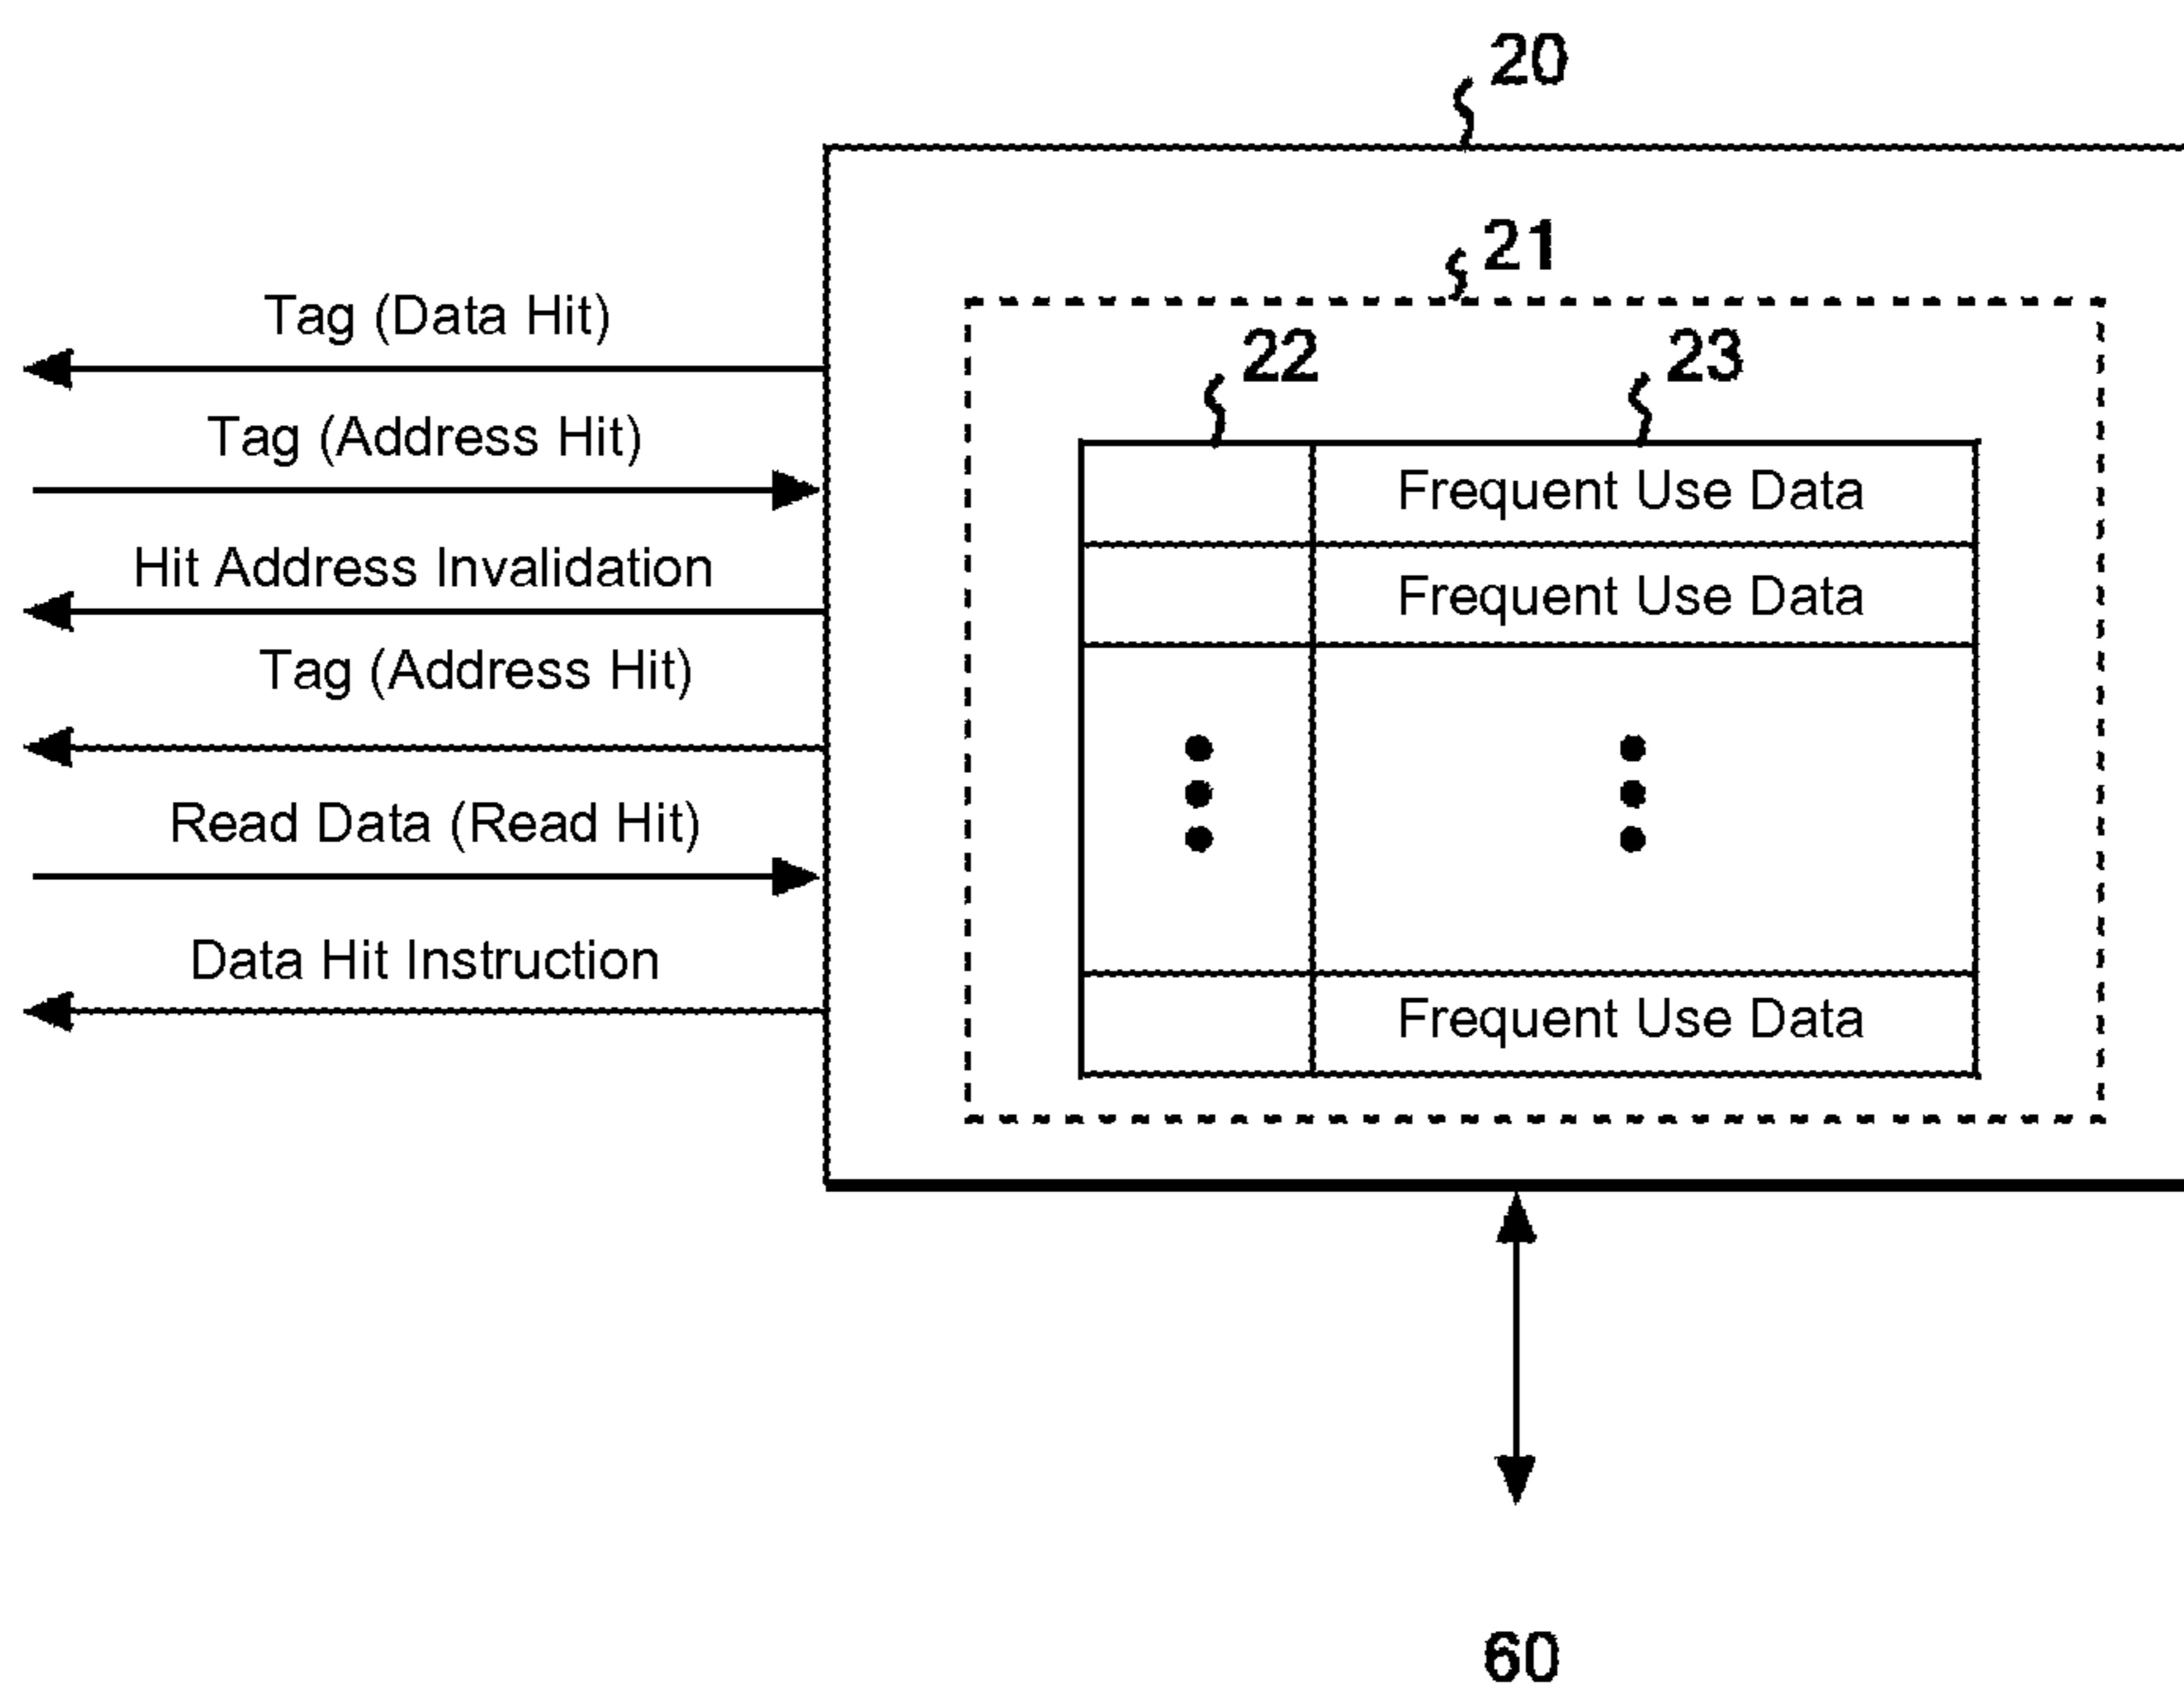 20
21
Tag (Data Hit)
22
23
Tag (Address Hit)
Frequent Use Data
Hit Address Invalidation
Frequent Use Data
Tag (Address Hit)
Read Data (Read Hit)
Data Hit Instruction
Frequent Use Data
60